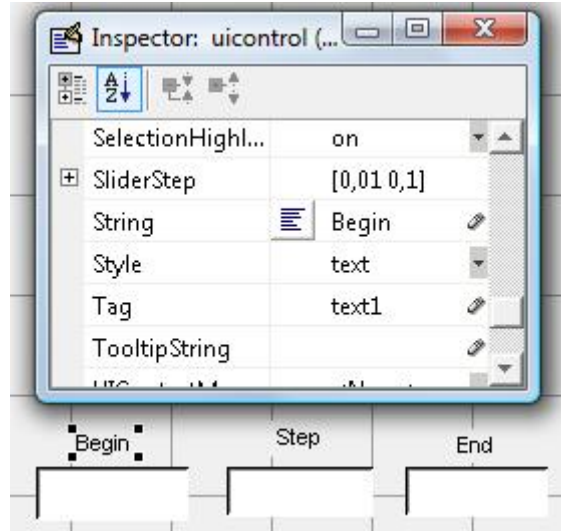 Inspector: uicontrol (...
SelectionHighl... on
SliderStep [0,01 0,1]
String Begin
Style text
Tag text1
TooltipString
Begin Step End